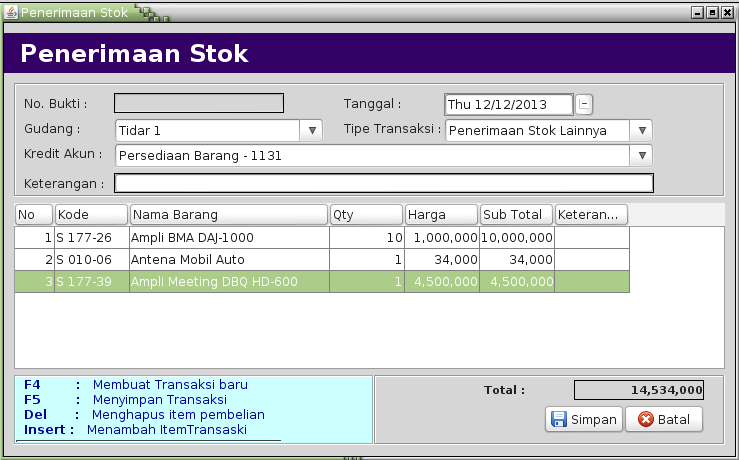 Penerimaan Stok
Penerimaan Stok
No. Bukti : Tanggal : Thu 12/12/2013
Gudang : Tidar 1 Tipe Transaksi : Penerimaan Stok Lainnya
Kredit Akun : Persediaan Barang - 1131
Keterangan :
No Kode Nama Barang Qty Harga Sub Total Keteran...
1 S 177-26 Ampli BMA DAJ-1000 10 1,000,000 10,000,000
2 S 010-06 Antena Mobil Auto 1 34,000 34,000
3 S 177-39 Ampli Meeting DBQ HD-600 1 4,500,000 4,500,000
F4 : Membuat Transaksi baru
F5 : Menyimpan Transaksi
Del : Menghapus item pembelian
Insert : Menambah ItemTransaski
Total : 14,534,000
Simpan Batal